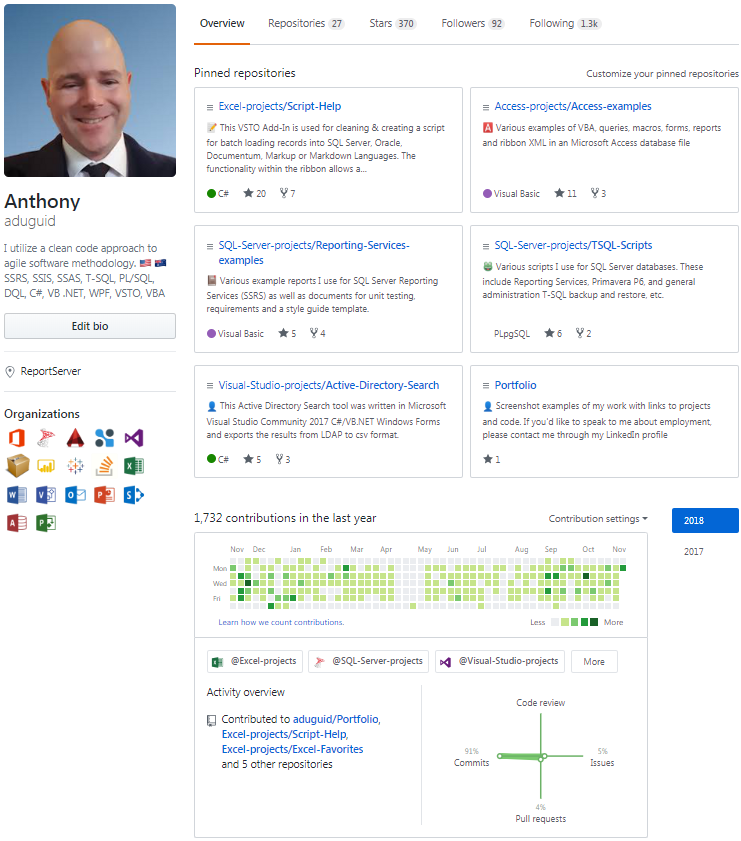 Overview Repositories 27 Stars 370 Followers 92 Following 1.3k
Pinned repositories
Customize your pinned repositories
Excel-projects/Script-Help
This VSTO Add-In is used for cleaning & creating a script
for batch loading records into SQL Server, Oracle,
Documentum, Markup or Markdown Languages. The
functionality within the ribbon allows a...
C# 20 7
Access-projects/Access-examples
Various examples of VBA, queries, macros, forms, reports
and ribbon XML in an Microsoft Access database file
Visual Basic 11 3
SQL-Server-projects/Reporting-Services-
examples
Various example reports I use for SQL Server Reporting
Services (SSRS) as well as documents for unit testing,
requirements and a style guide template.
Visual Basic 5 4
SQL-Server-projects/TSQL-Scripts
Various scripts I use for SQL Server databases. These
include Reporting Services, Primavera P6, and general
administration T-SQL backup and restore, etc.
PLpgSQL 6 2
Visual-Studio-projects/Active-Directory-Search
This Active Directory Search tool was written in Microsoft
Visual Studio Community 2017 C#/VB.NET Windows Forms
and exports the results from LDAP to csv format.
C# 5 3
Portfolio
Screenshot examples of my work with links to projects
and code. If you'd like to speak to me about employment,
please contact me through my LinkedIn profile
1
Anthony
aduguid
I utilize a clean code approach to
agile software methodology.
SSRS, SSIS, SSAS, T-SQL, PL/SQL,
DQL, C#, VB .NET, WPF, VSTO, VBA
Edit bio
ReportServer
Organizations
1,732 contributions in the last year
Contribution settings
2018
2017
Nov Dec Jan Feb Mar Apr May Jun Jul Aug Sep Oct Nov
Mon
Wed
Fri
Learn how we count contributions.
Less More
@Excel-projects @SQL-Server-projects @Visual-Studio-projects More
Activity overview
Contributed to aduguid/Portfolio,
Excel-projects/Script-Help,
Excel-projects/Excel-Favorites
and 5 other repositories
Code review
91%
Commits
5%
Issues
4%
Pull requests